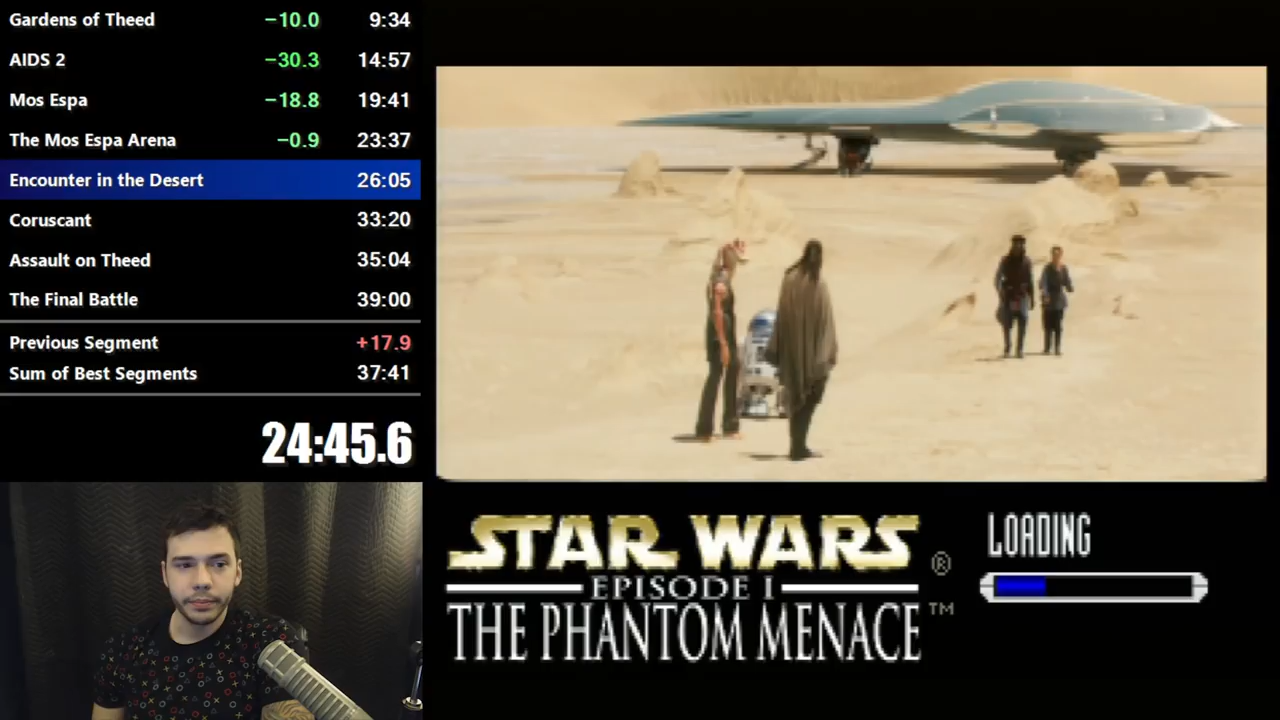 Gardens of Theed −10.0 9:34
AIDS 2 −30.3 14:57
Mos Espa −18.8 19:41
The Mos Espa Arena −0.9 23:37
Encounter in the Desert 26:05
Coruscant 33:20
Assault on Theed 35:04
The Final Battle 39:00
Previous Segment +17.9
Sum of Best Segments 37:41
24:45.6
STAR WARS ®
EPISODE I
THE PHANTOM MENACE ™
LOADING